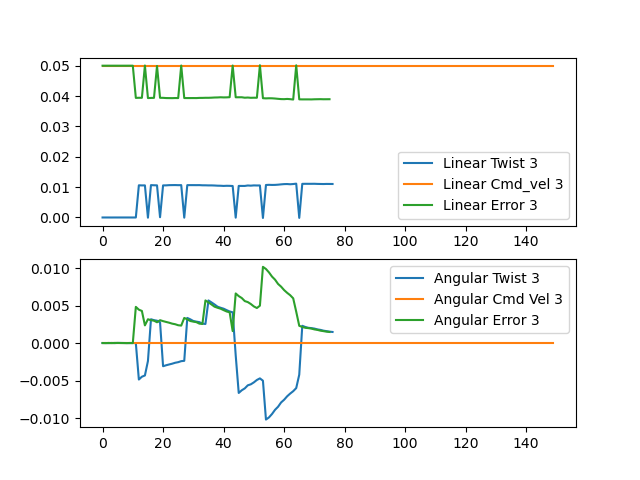 0.05
0.04
0.03
0.02
0.01
0.00
Linear Twist 3
Linear Cmd_vel 3
Linear Error 3
0 20 40 60 80 100 120 140
0.010
0.005
0.000
−0.005
−0.010
Angular Twist 3
Angular Cmd Vel 3
Angular Error 3
0 20 40 60 80 100 120 140